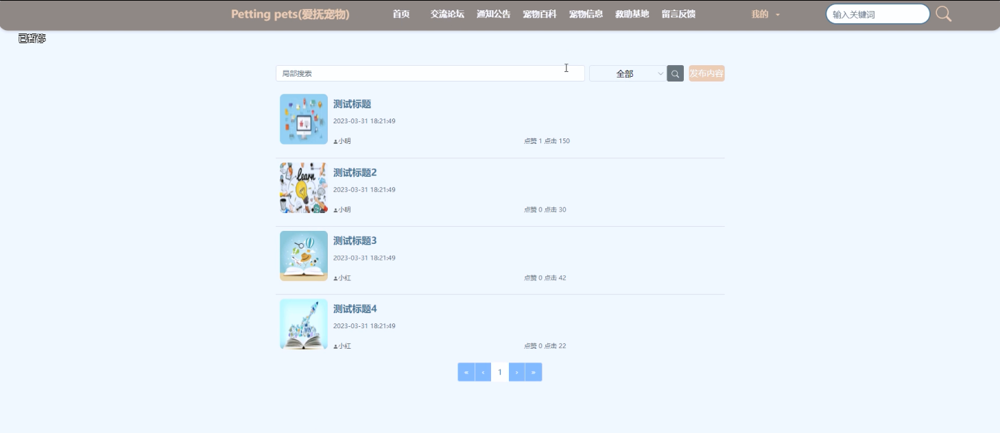 Petting pets(爱抚宠物) 首页 交流论坛 通知公告 宠物百科 宠物信息 救助基地 留言反馈 我的 输入关键词
已暂停
局部搜索 全部 发布内容
测试标题
2023-03-31 18:21:49
小明 点赞 1 点击 150
learn
测试标题2
2023-03-31 18:21:49
小明 点赞 0 点击 30
测试标题3
2023-03-31 18:21:49
小红 点赞 0 点击 42
测试标题4
2023-03-31 18:21:49
小红 点赞 0 点击 22
« ‹ 1 › »